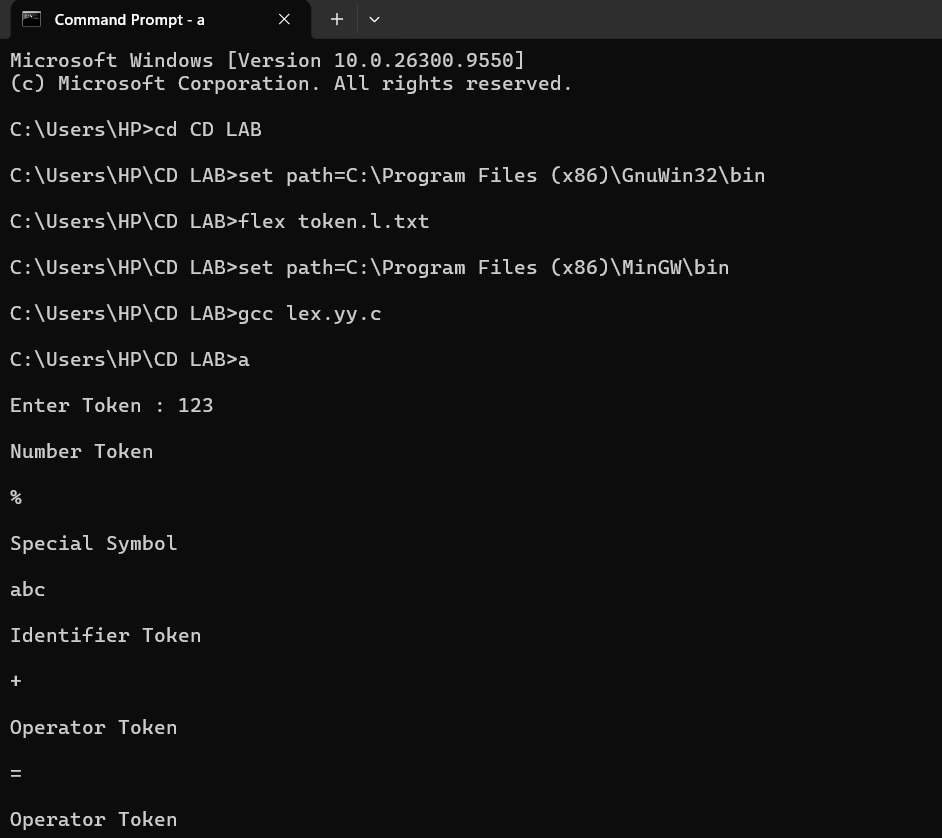 Command Prompt - a
Microsoft Windows [Version 10.0.26300.9550]
(c) Microsoft Corporation. All rights reserved.
C:\Users\HP>cd CD LAB
C:\Users\HP\CD LAB>set path=C:\Program Files (x86)\GnuWin32\bin
C:\Users\HP\CD LAB>flex token.l.txt
C:\Users\HP\CD LAB>set path=C:\Program Files (x86)\MinGW\bin
C:\Users\HP\CD LAB>gcc lex.yy.c
C:\Users\HP\CD LAB>a
Enter Token : 123
Number Token
%
Special Symbol
abc
Identifier Token
+
Operator Token
=
Operator Token